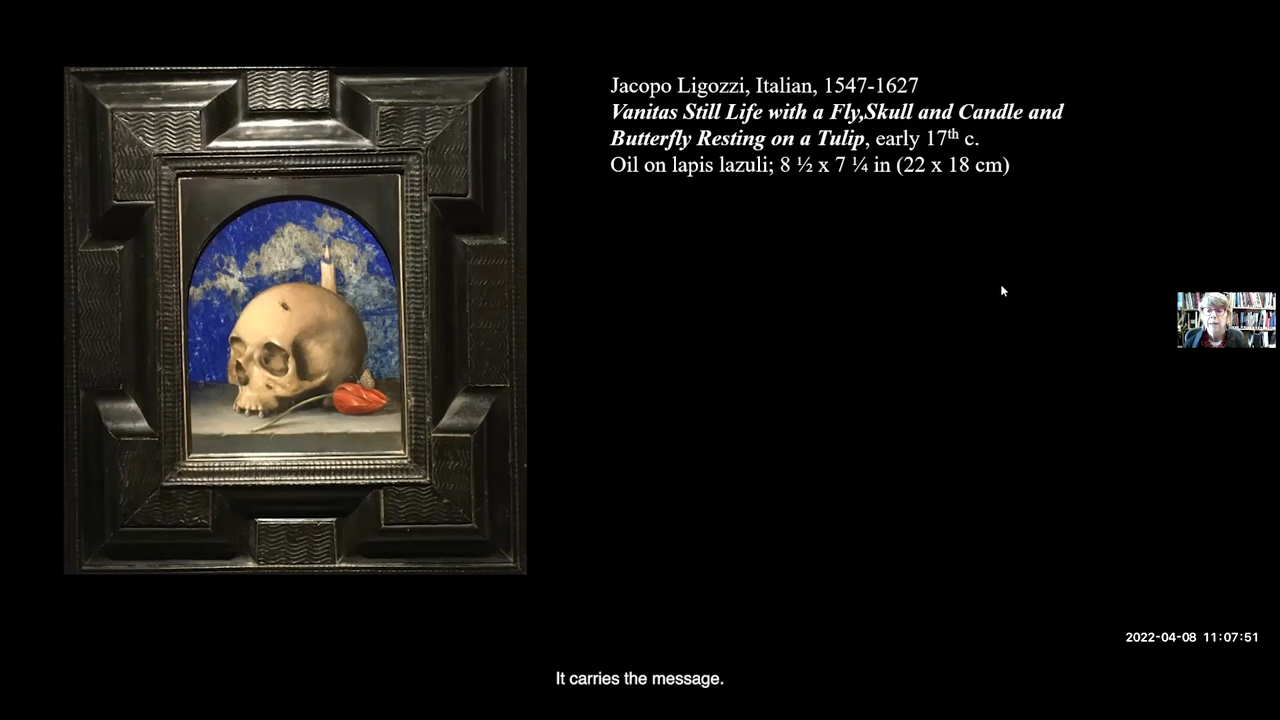 Jacopo Ligozzi, Italian, 1547-1627
Vanitas Still Life with a Fly,Skull and Candle and
Butterfly Resting on a Tulip, early 17th c.
Oil on lapis lazuli; 8 ½ x 7 ¼ in (22 x 18 cm)
2022-04-08 11:07:51
It carries the message.